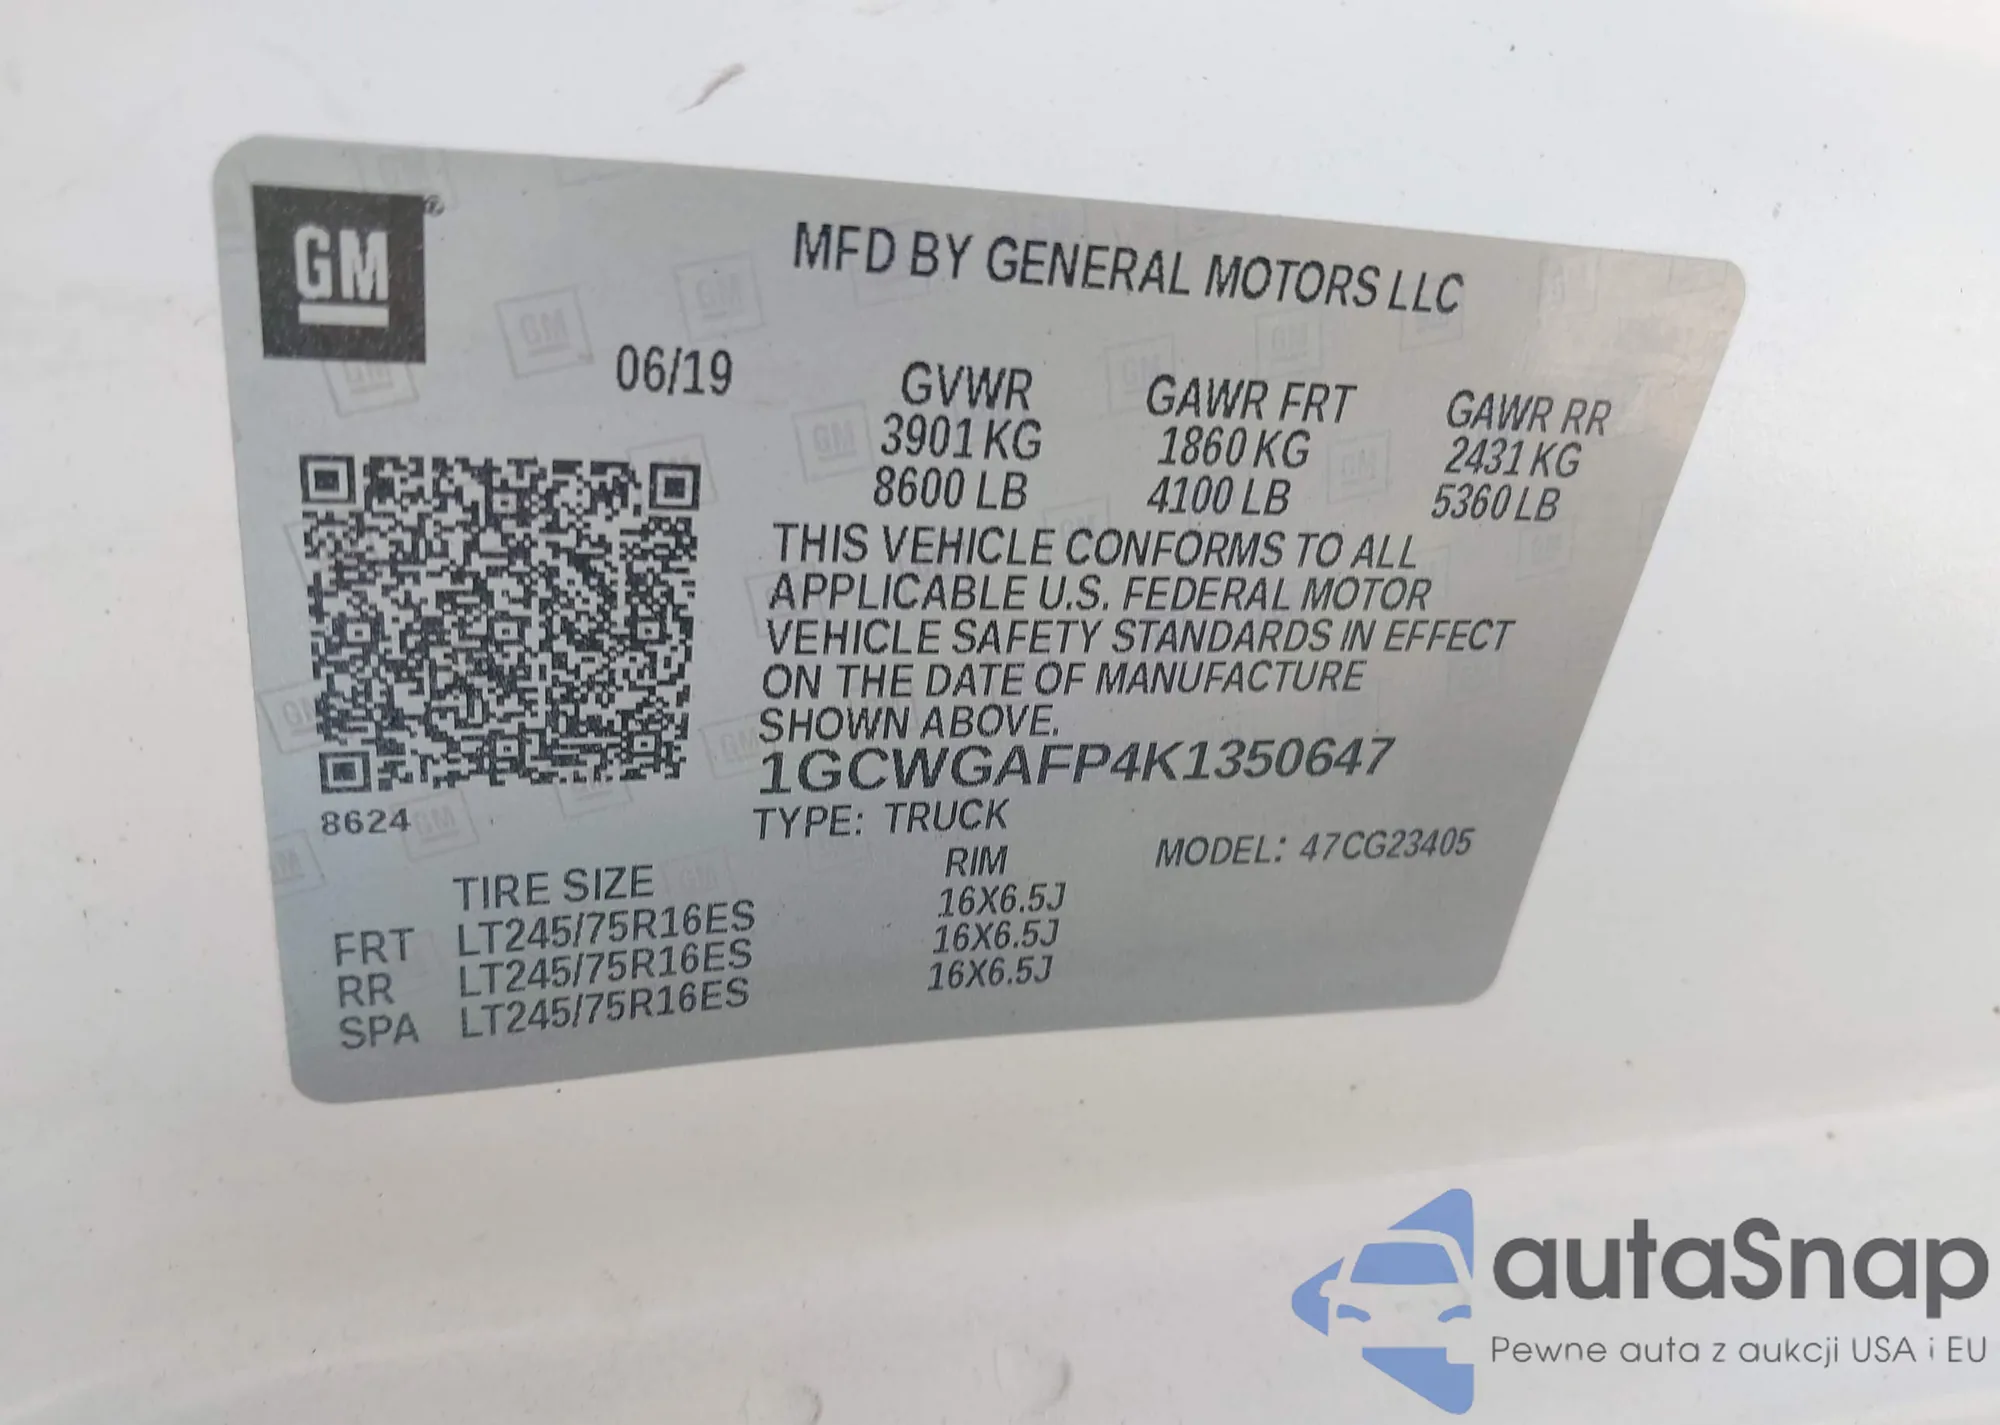 GM
MFD BY GENERAL MOTORS LLC
06/19
GVWR GAWR FRT GAWR RR
3901 KG 1860 KG 2431 KG
8600 LB 4100 LB 5360 LB
THIS VEHICLE CONFORMS TO ALL
APPLICABLE U.S. FEDERAL MOTOR
VEHICLE SAFETY STANDARDS IN EFFECT
ON THE DATE OF MANUFACTURE
SHOWN ABOVE.
1GCWGAFP4K1350647
8624
TYPE: TRUCK
MODEL: 47CG23405
TIRE SIZE RIM
FRT LT245/75R16ES 16X6.5J
RR LT245/75R16ES 16X6.5J
SPA LT245/75R16ES 16X6.5J
autaSnap
Pewne auta z aukcji USA i EU